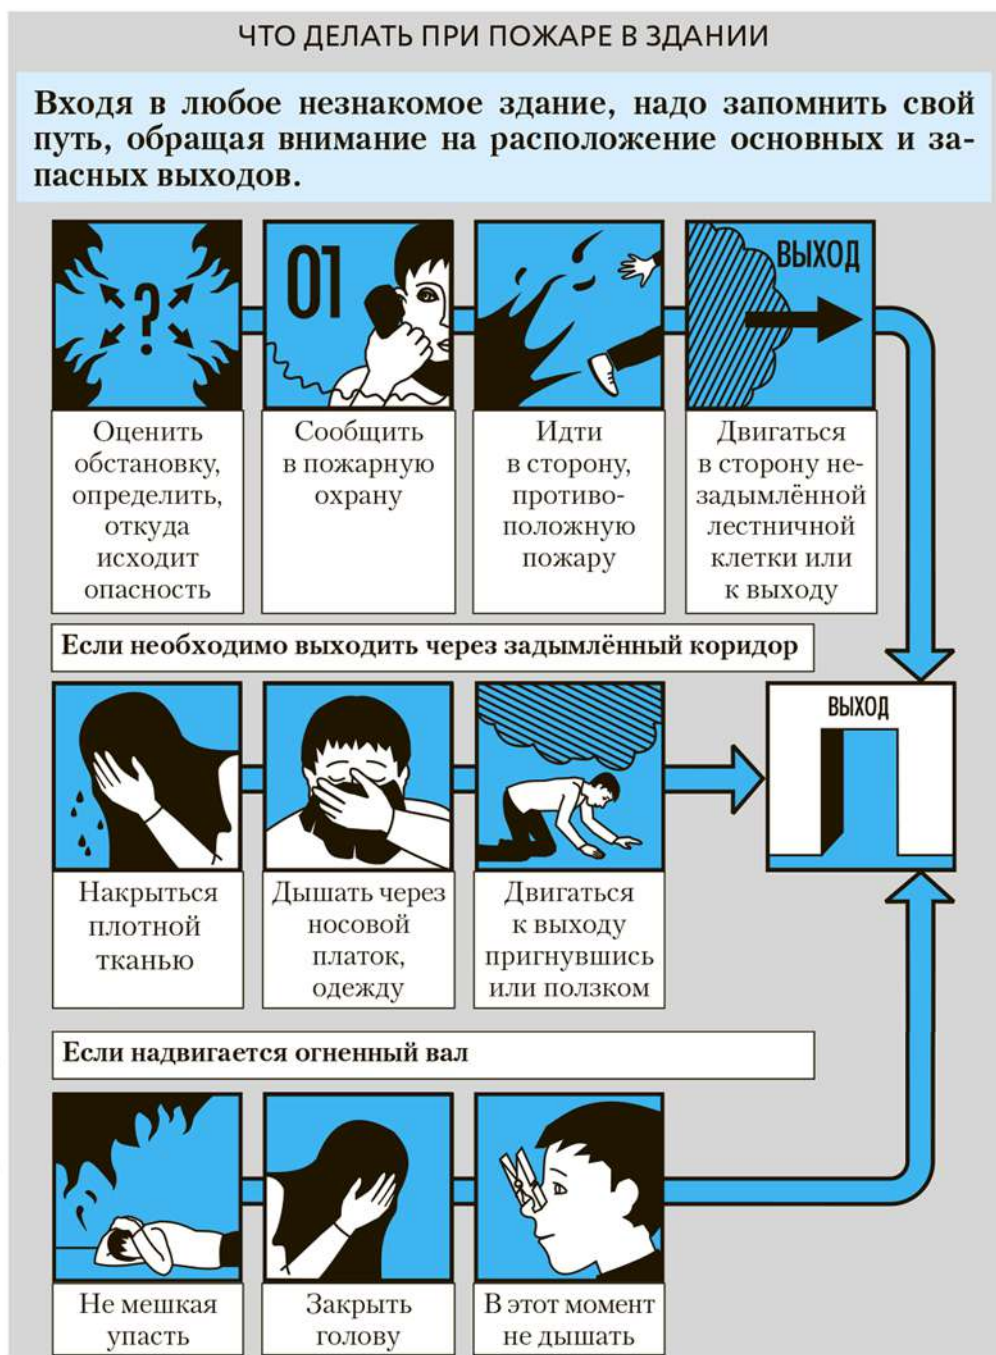 ЧТО ДЕЛАТЬ ПРИ ПОЖАРЕ В ЗДАНИИ
Входя в любое незнакомое здание, надо запомнить свой
путь, обращая внимание на расположение основных и за-
пасных выходов.
?
01
ВЫХОД
Оценить
обстановку,
определить,
откуда
исходит
опасность
Сообщить
в пожарную
охрану
Идти
в сторону,
противо-
положную
пожару
Двигаться
в сторону не-
задымлённой
лестничной
клетки или
к выходу
Если необходимо выходить через задымлённый коридор
ВЫХОД
Накрыться
плотной
тканью
Дышать через
носовой
платок,
одежду
Двигаться
к выходу
пригнувшись
или ползком
Если надвигается огненный вал
Не мешкая
упасть
Закрыть
голову
В этот момент
не дышать